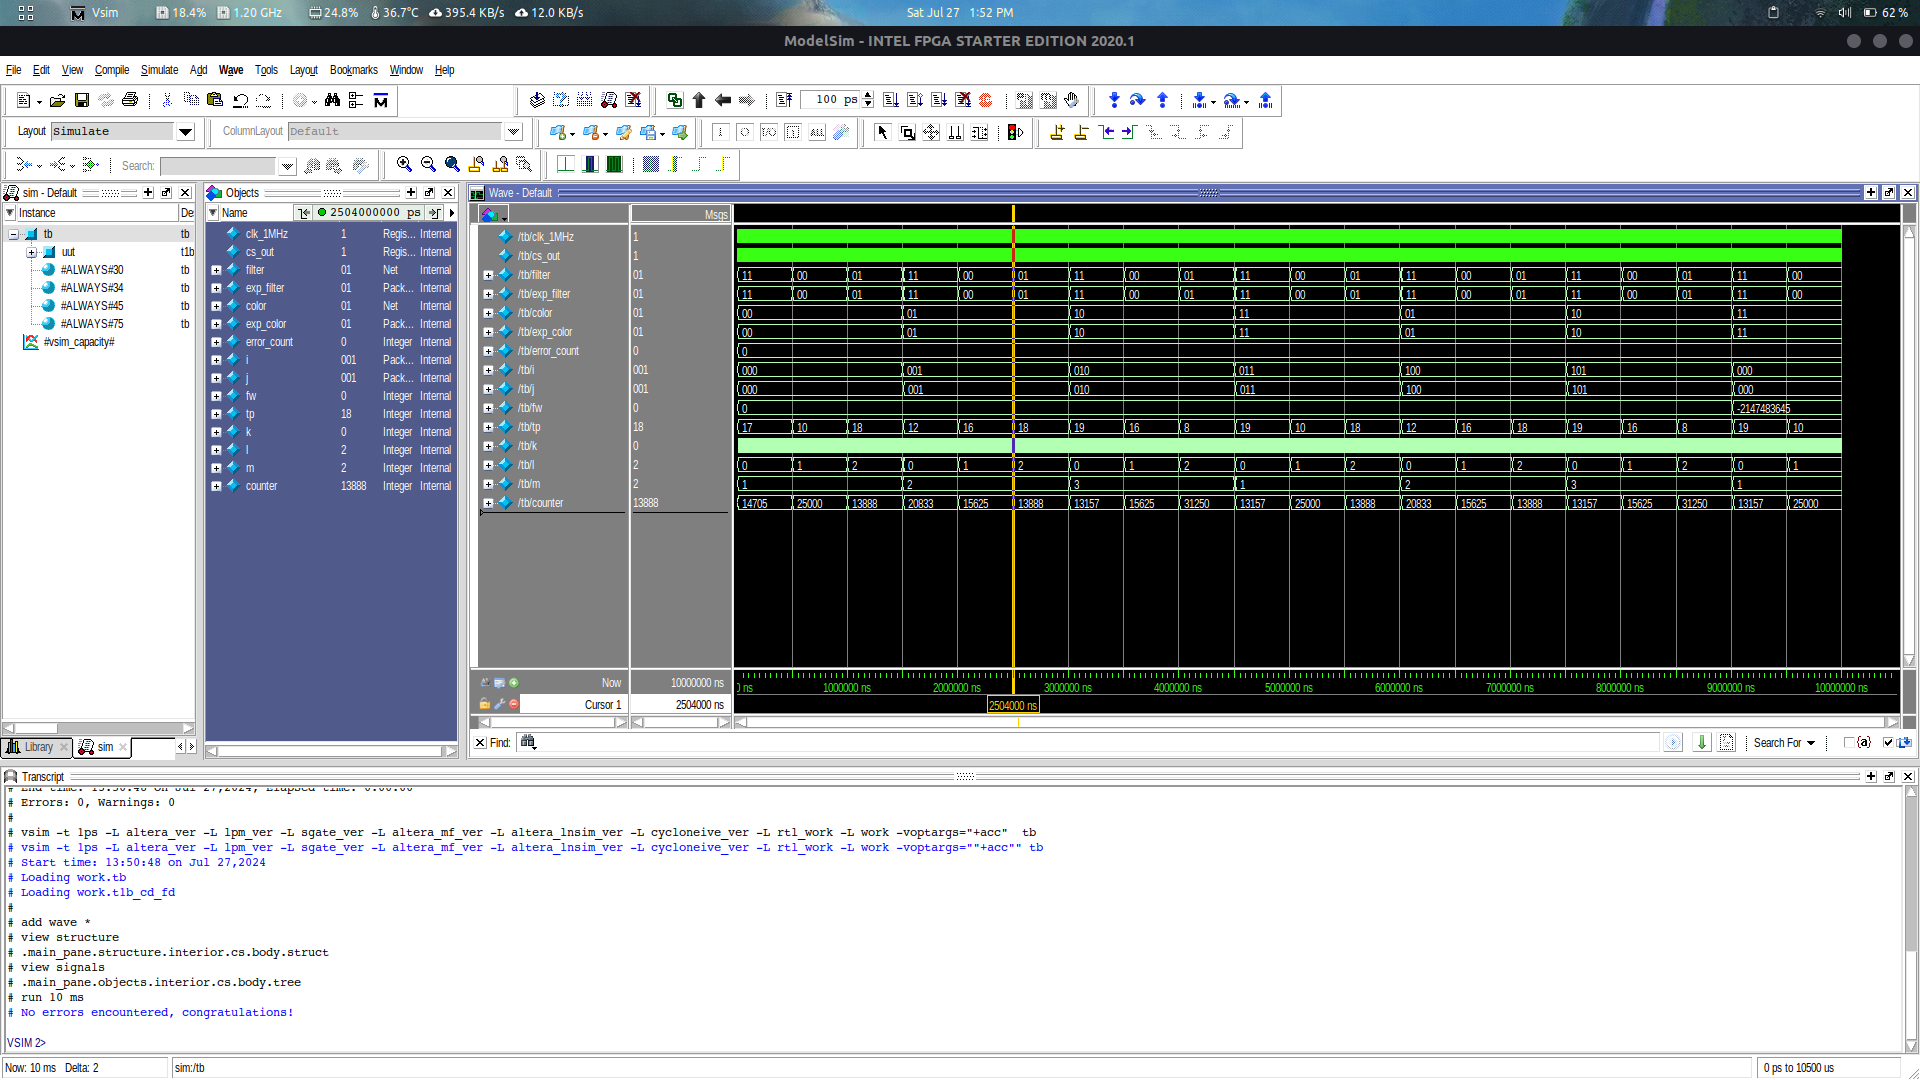 Vsim 18.4% 1.20 GHz 24.8% 36.7°C 395.4 KB/s 12.0 KB/s Sat Jul 27 1:52 PM 62 %
ModelSim - INTEL FPGA STARTER EDITION 2020.1
File Edit View Compile Simulate Add Wave Tools Layout Bookmarks Window Help
100 ps
Layout Simulate ColumnLayout Default
Search:
sim - Default
Instance De
tb tb
uut t1b
#ALWAYS#30 tb
#ALWAYS#34 tb
#ALWAYS#45 tb
#ALWAYS#75 tb
#vsim_capacity#
Library sim
Objects
Name 2504000000 ps
clk_1MHz 1 Regis... Internal
cs_out 1 Regis... Internal
filter 01 Net Internal
exp_filter 01 Pack... Internal
color 01 Net Internal
exp_color 01 Pack... Internal
error_count 0 Integer Internal
i 001 Pack... Internal
j 001 Pack... Internal
fw 0 Integer Internal
tp 18 Integer Internal
k 0 Integer Internal
l 2 Integer Internal
m 2 Integer Internal
counter 13888 Integer Internal
Wave - Default
Msgs
/tb/clk_1MHz 1
/tb/cs_out 1
/tb/filter 01 11 00 01 11 00 01 11 00 01 11 00 01 11 00 01 11 00 01 11 00
/tb/exp_filter 01 11 00 01 11 00 01 11 00 01 11 00 01 11 00 01 11 00 01 11 00
/tb/color 01 00 01 10 11 01 10 11
/tb/exp_color 01 00 01 10 11 01 10 11
/tb/error_count 0 0
/tb/i 001 000 001 010 011 100 101 000
/tb/j 001 000 001 010 011 100 101 000
/tb/fw 0 0 -2147483645
/tb/tp 18 17 10 18 12 16 18 19 16 8 19 10 18 12 16 18 19 16 8 19 10
/tb/k 0
/tb/l 2 0 1 2 0 1 2 0 1 2 0 1 2 0 1 2 0 1 2 0 1
/tb/m 2 1 2 3 1 2 3 1
/tb/counter 13888 14705 25000 13888 20833 15625 13888 13157 15625 31250 13157 25000 13888 20833 15625 13888 13157 15625 31250 13157 25000
Now 10000000 ns ns 1000000 ns 2000000 ns 3000000 ns 4000000 ns 5000000 ns 6000000 ns 7000000 ns 8000000 ns 9000000 ns 10000000 ns
Cursor 1 2504000 ns 2504000 ns
Find: Search For
Transcript
# End time: 13:50:48 on Jul 27,2024, Elapsed time: 0:00:00
# Errors: 0, Warnings: 0
#
# vsim -t 1ps -L altera_ver -L lpm_ver -L sgate_ver -L altera_mf_ver -L altera_lnsim_ver -L cycloneive_ver -L rtl_work -L work -voptargs="+acc"  tb
# vsim -t 1ps -L altera_ver -L lpm_ver -L sgate_ver -L altera_mf_ver -L altera_lnsim_ver -L cycloneive_ver -L rtl_work -L work -voptargs=""+acc"" tb
# Start time: 13:50:48 on Jul 27,2024
# Loading work.tb
# Loading work.t1b_cd_fd
#
# add wave *
# view structure
# .main_pane.structure.interior.cs.body.struct
# view signals
# .main_pane.objects.interior.cs.body.tree
# run 10 ms
# No errors encountered, congratulations!
VSIM 2>
Now: 10 ms Delta: 2 sim:/tb 0 ps to 10500 us